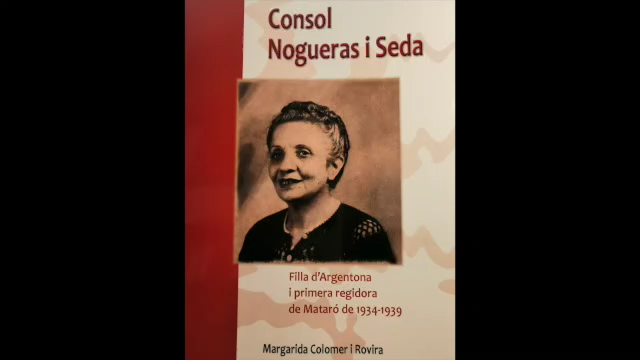 Consol
Nogueras i Seda
Filla d'Argentona
i primera regidora
de Mataró de 1934-1939
Margarida Colomer i Rovira